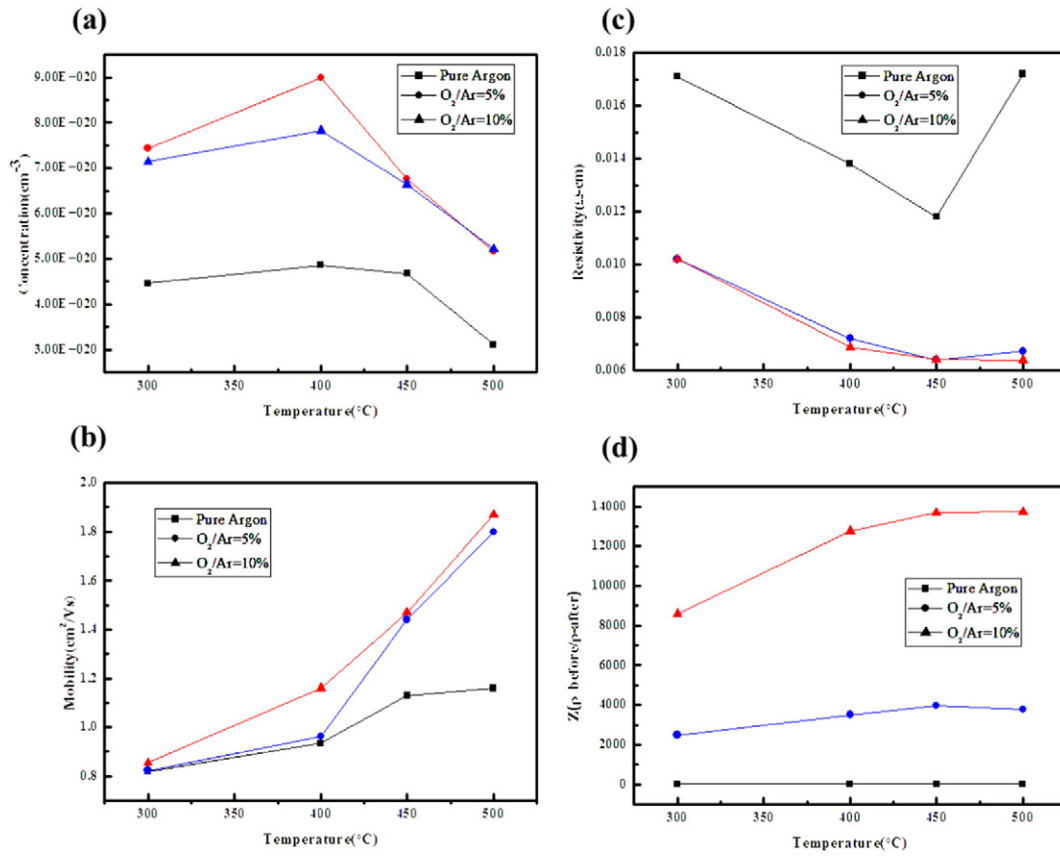 (a)
9.00E−020
8.00E−020
7.00E−020
6.00E−020
5.00E−020
4.00E−020
3.00E−020
Concentration(cm⁻³)
Pure Argon
O₂/Ar=5%
O₂/Ar=10%
300 350 400 450 500
Temperature(°C)
(c)
0.018
0.016
0.014
0.012
0.010
0.008
0.006
Resistivity(Ω-cm)
Pure Argon
O₂/Ar=5%
O₂/Ar=10%
300 350 400 450 500
Temperature(°C)
(b)
2.0
1.8
1.6
1.4
1.2
1.0
0.8
Mobility(cm²/Vs)
Pure Argon
O₂/Ar=5%
O₂/Ar=10%
300 350 400 450 500
Temperature(°C)
(d)
14000
12000
10000
8000
6000
4000
2000
0
Z(ρ-before/ρ-after)
Pure Argon
O₂/Ar=5%
O₂/Ar=10%
300 350 400 450 500
Temperature(°C)